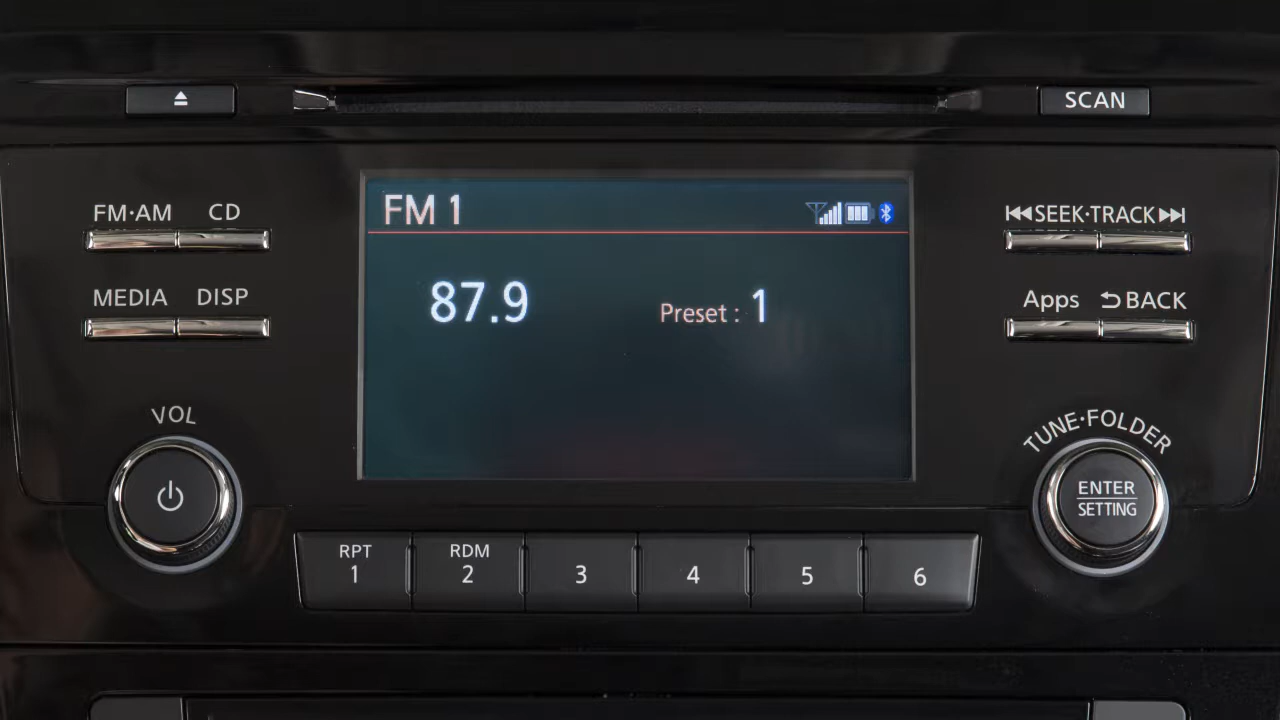 SCAN
FM·AM CD
SEEK·TRACK
FM 1
MEDIA DISP
Apps BACK
87.9 Preset : 1
VOL
TUNE·FOLDER
ENTER
SETTING
RPT RDM
1 2 3 4 5 6